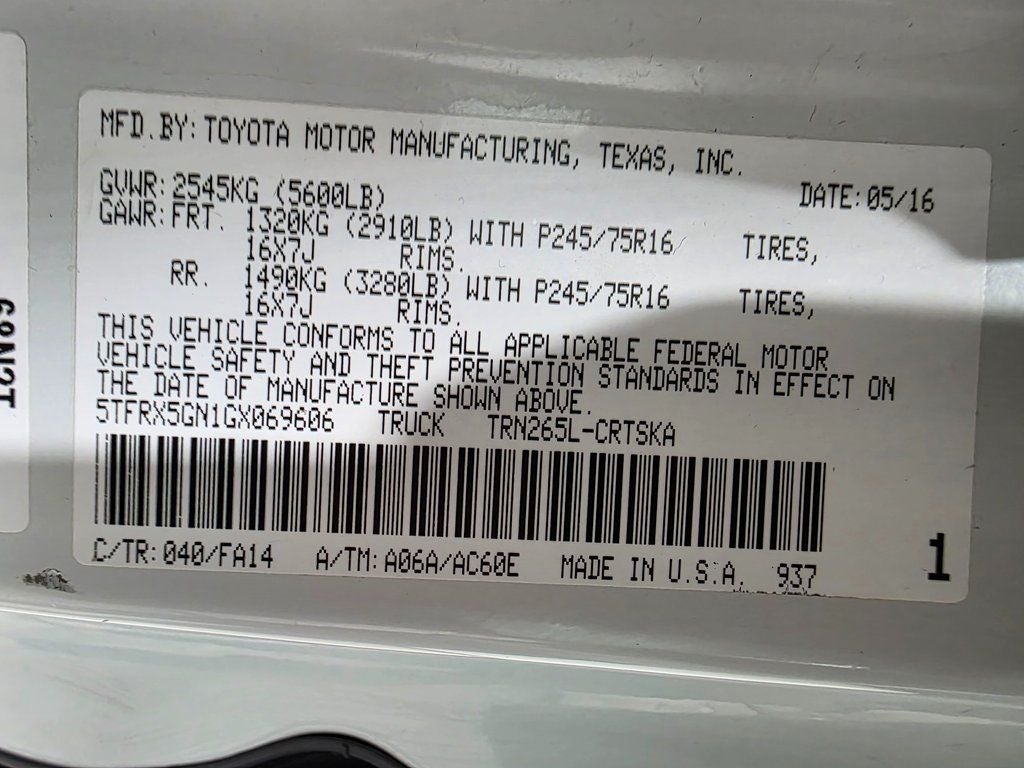 MFD.BY: TOYOTA MOTOR MANUFACTURING, TEXAS, INC.
GVWR: 2545KG (5600LB) DATE: 05/16
GAWR: FRT. 1320KG (2910LB) WITH P245/75R16 TIRES,
16X7J RIMS.
RR. 1490KG (3280LB) WITH P245/75R16 TIRES,
16X7J RIMS.
THIS VEHICLE CONFORMS TO ALL APPLICABLE FEDERAL MOTOR
VEHICLE SAFETY AND THEFT PREVENTION STANDARDS IN EFFECT ON
THE DATE OF MANUFACTURE SHOWN ABOVE.
5TFRX5GN1GX069606 TRUCK TRN265L-CRTSKA
C/TR: 040/FA14 A/TM: A06A/AC60E MADE IN U.S.A. 937
1